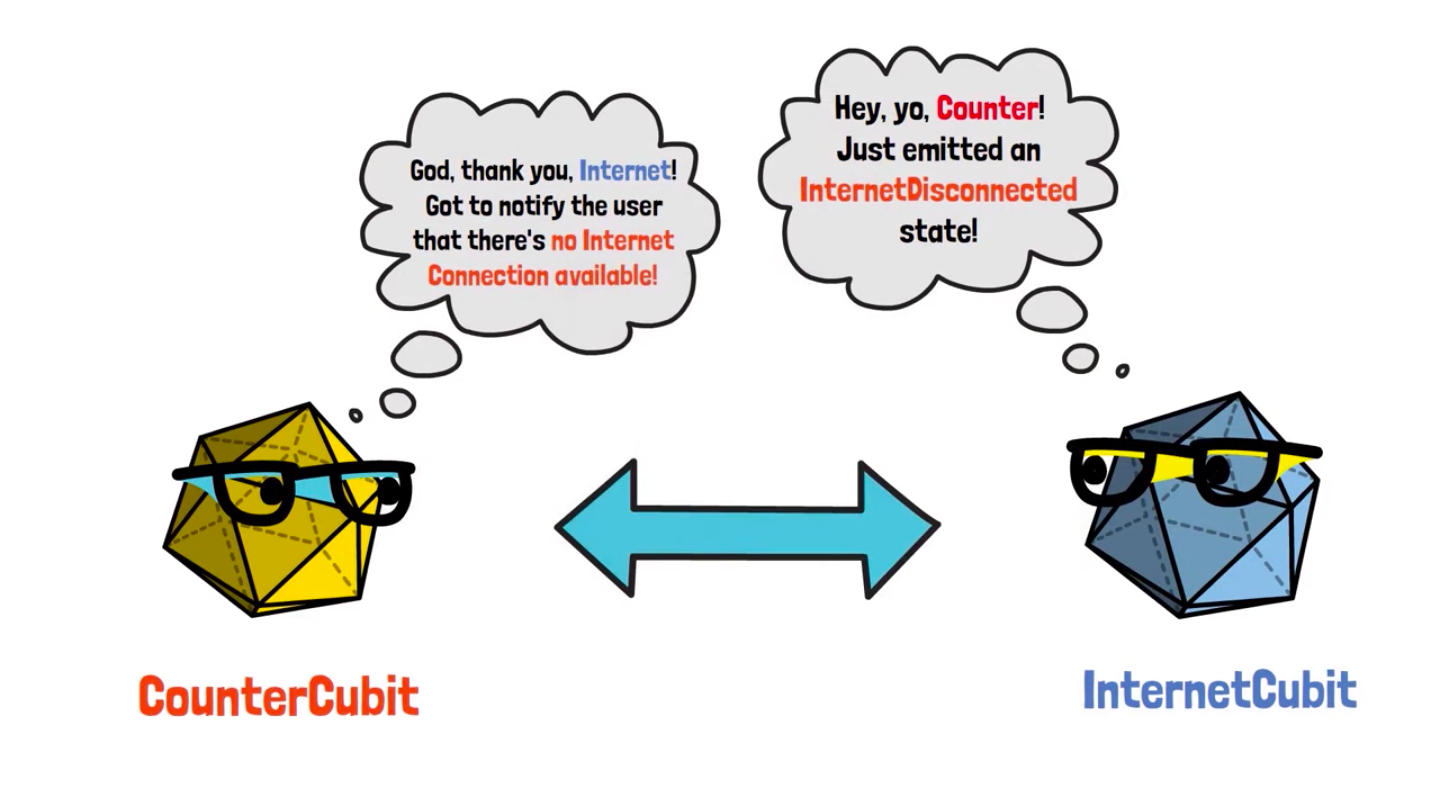 God, thank you, Internet!
Got to notify the user
that there's no Internet
Connection available!
Hey, yo, Counter!
Just emitted an
InternetDisconnected
state!
CounterCubit
InternetCubit